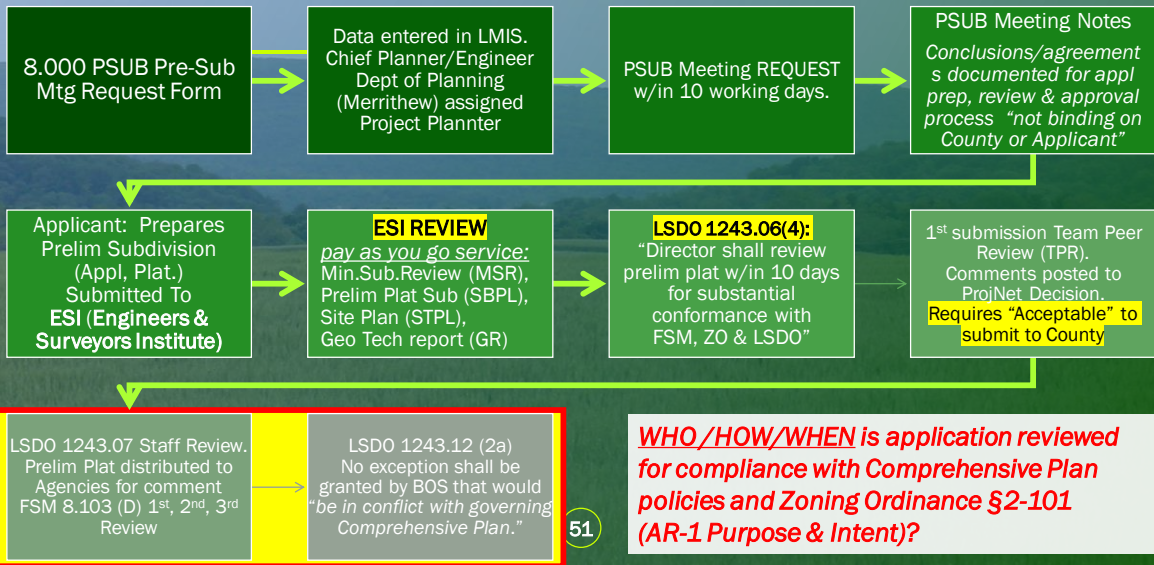 8.000 PSUB Pre-Sub
Mtg Request Form
Data entered in LMIS.
Chief Planner/Engineer
Dept of Planning
(Merrithew) assigned
Project Plannter
PSUB Meeting REQUEST
w/in 10 working days.
PSUB Meeting Notes
Conclusions/agreement
s documented for appl
prep, review & approval
process "not binding on
County or Applicant"
Applicant: Prepares
Prelim Subdivision
(Appl, Plat.)
Submitted To
ESI (Engineers &
Surveyors Institute)
ESI REVIEW
pay as you go service:
Min.Sub.Review (MSR),
Prelim Plat Sub (SBPL),
Site Plan (STPL),
Geo Tech report (GR)
LSDO 1243.06(4):
"Director shall review
prelim plat w/in 10 days
for substantial
conformance with
FSM, ZO & LSDO"
1st submission Team Peer
Review (TPR).
Comments posted to
ProjNet Decision.
Requires "Acceptable" to
submit to County
LSDO 1243.07 Staff Review.
Prelim Plat distributed to
Agencies for comment
FSM 8.103 (D) 1st, 2nd, 3rd
Review
LSDO 1243.12 (2a)
No exception shall be
granted by BOS that would
"be in conflict with governing
Comprehensive Plan."
51
WHO/HOW/WHEN is application reviewed
for compliance with Comprehensive Plan
policies and Zoning Ordinance §2-101
(AR-1 Purpose & Intent)?